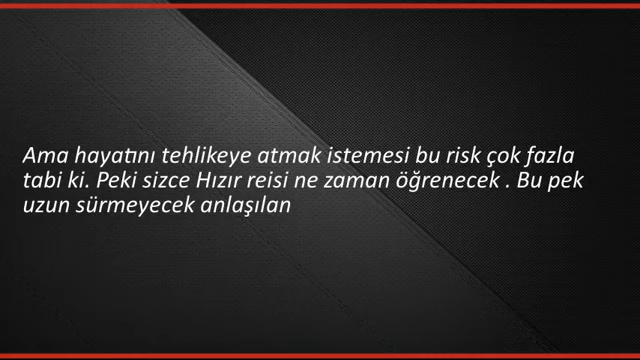 Ama hayatını tehlikeye atmak istemesi bu risk çok fazla
tabi ki. Peki sizce Hızır reisi ne zaman öğrenecek . Bu pek
uzun sürmeyecek anlaşılan